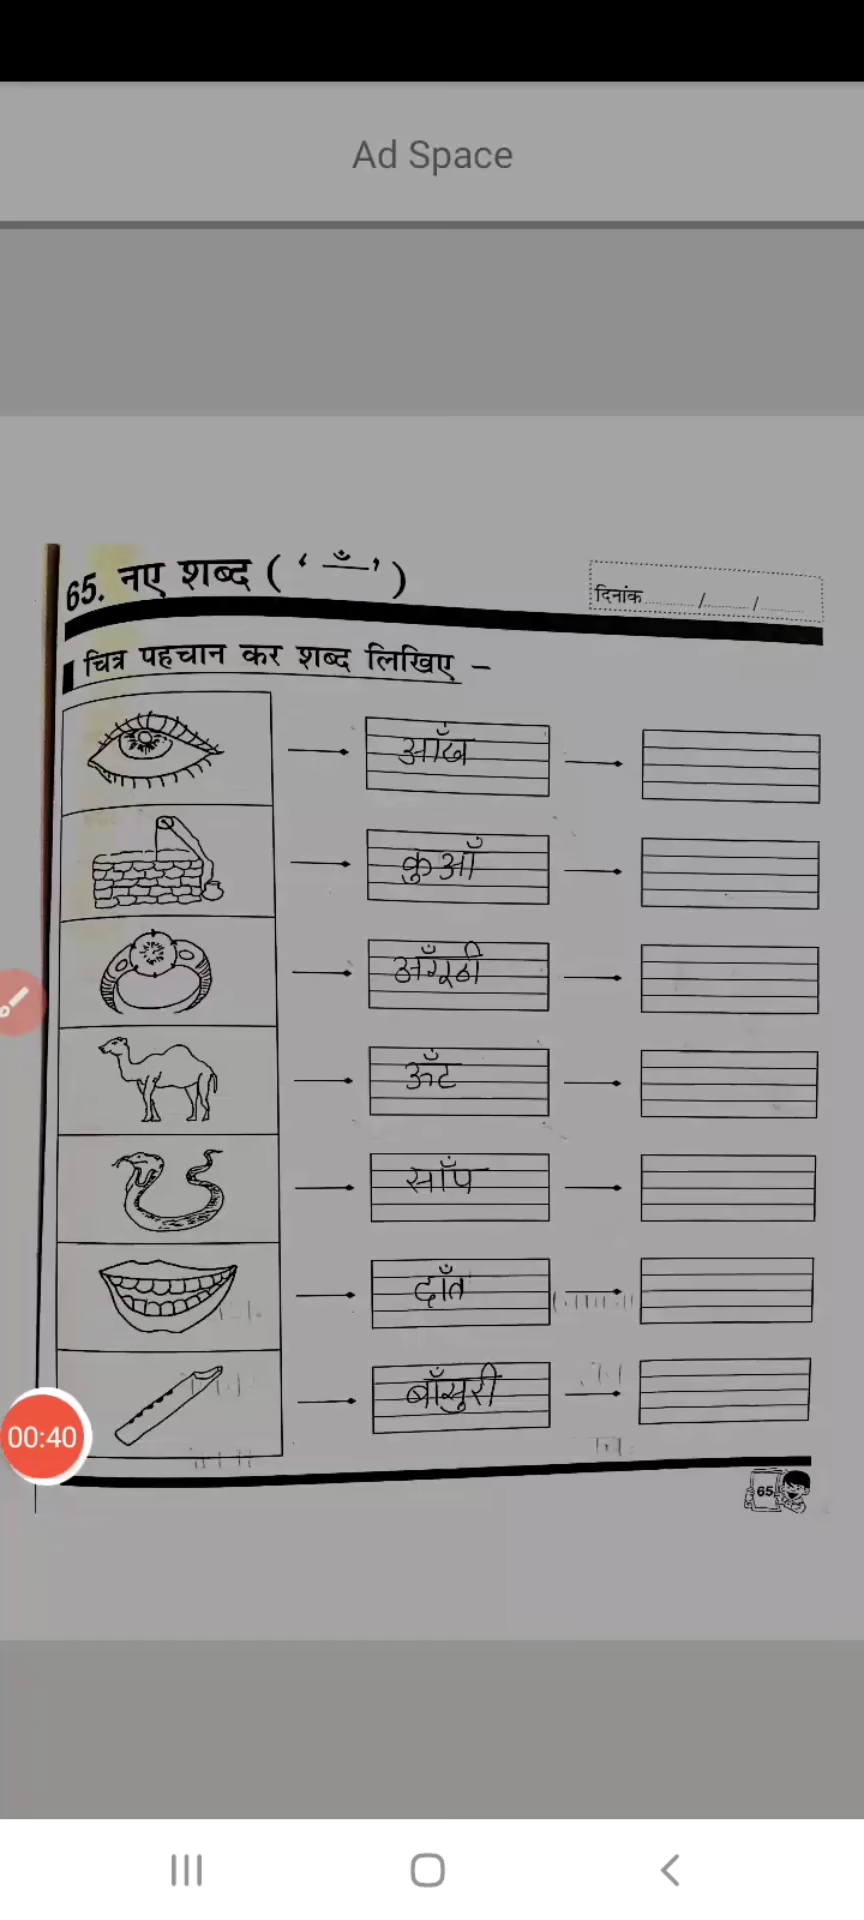 Ad Space
65. नए शब्द ( ‘ ँ ’ )
दिनांक ........../........../..........
चित्र पहचान कर शब्द लिखिए –
आँख
कुआँ
अँगूठी
ऊँट
साँप
दाँत
बाँसुरी
00:40
65